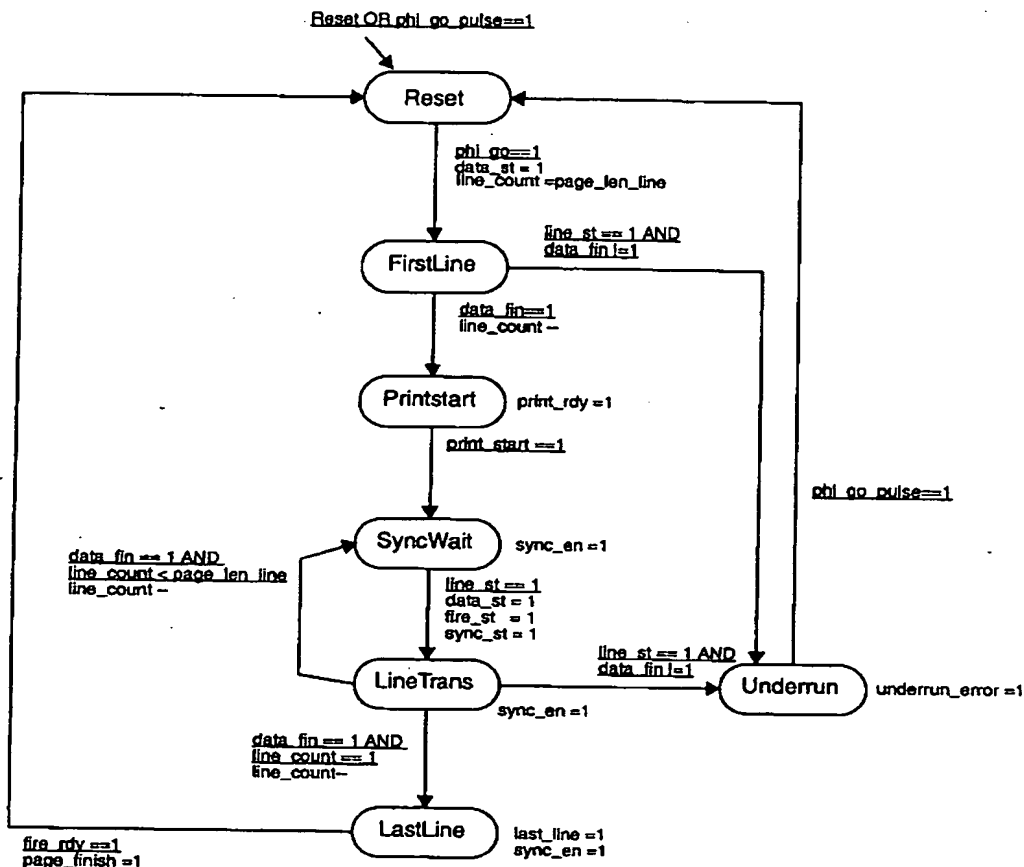 Reset OR phi_go_pulse==1
Reset
phi_go==1
data_st = 1
line_count =page_len_line
line_st == 1 AND
data_fin !=1
FirstLine
data_fin==1
line_count --
Printstart
print_rdy =1
print_start ==1
phi_go_pulse==1
SyncWait
sync_en =1
data_fin == 1 AND
line_count < page_len_line
line_count --
line_st == 1
data_st = 1
fire_st = 1
sync_st = 1
line_st == 1 AND
data_fin !=1
LineTrans
sync_en =1
Underrun
underrun_error =1
data_fin == 1 AND
line_count == 1
line_count--
LastLine
last_line =1
sync_en =1
fire_rdy ==1
page_finish =1